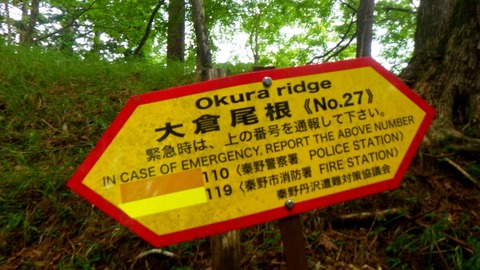 Okura ridge
大倉尾根《No.27》
緊急時は、上の番号を通報して下さい。
IN CASE OF EMERGENCY, REPORT THE ABOVE NUMBER
110（秦野警察署 POLICE STATION）
119（秦野市消防署 FIRE STATION）
秦野丹沢遭難対策協議会